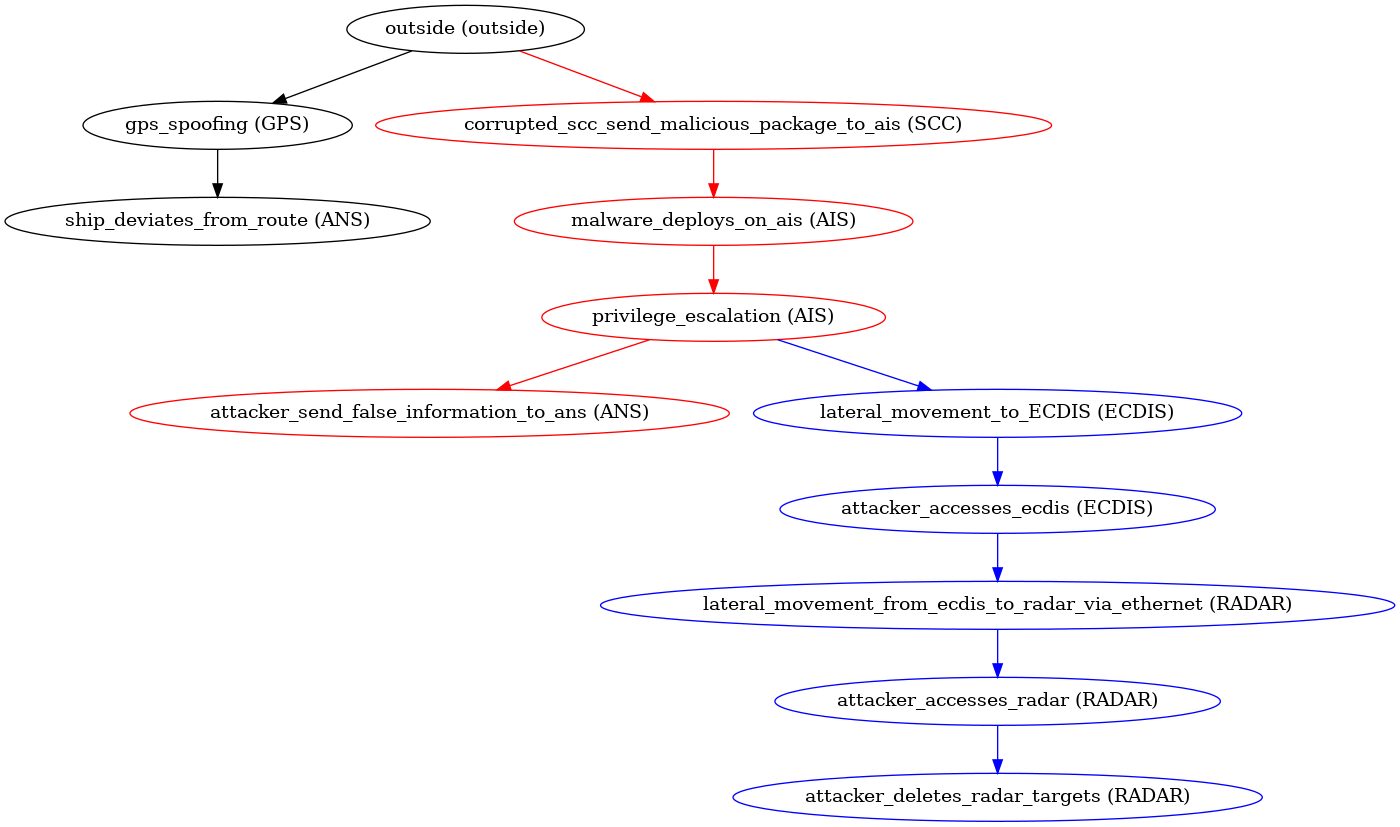 outside (outside)
gps_spoofing (GPS)
corrupted_scc_send_malicious_package_to_ais (SCC)
ship_deviates_from_route (ANS)
malware_deploys_on_ais (AIS)
privilege_escalation (AIS)
attacker_send_false_information_to_ans (ANS)
lateral_movement_to_ECDIS (ECDIS)
attacker_accesses_ecdis (ECDIS)
lateral_movement_from_ecdis_to_radar_via_ethernet (RADAR)
attacker_accesses_radar (RADAR)
attacker_deletes_radar_targets (RADAR)